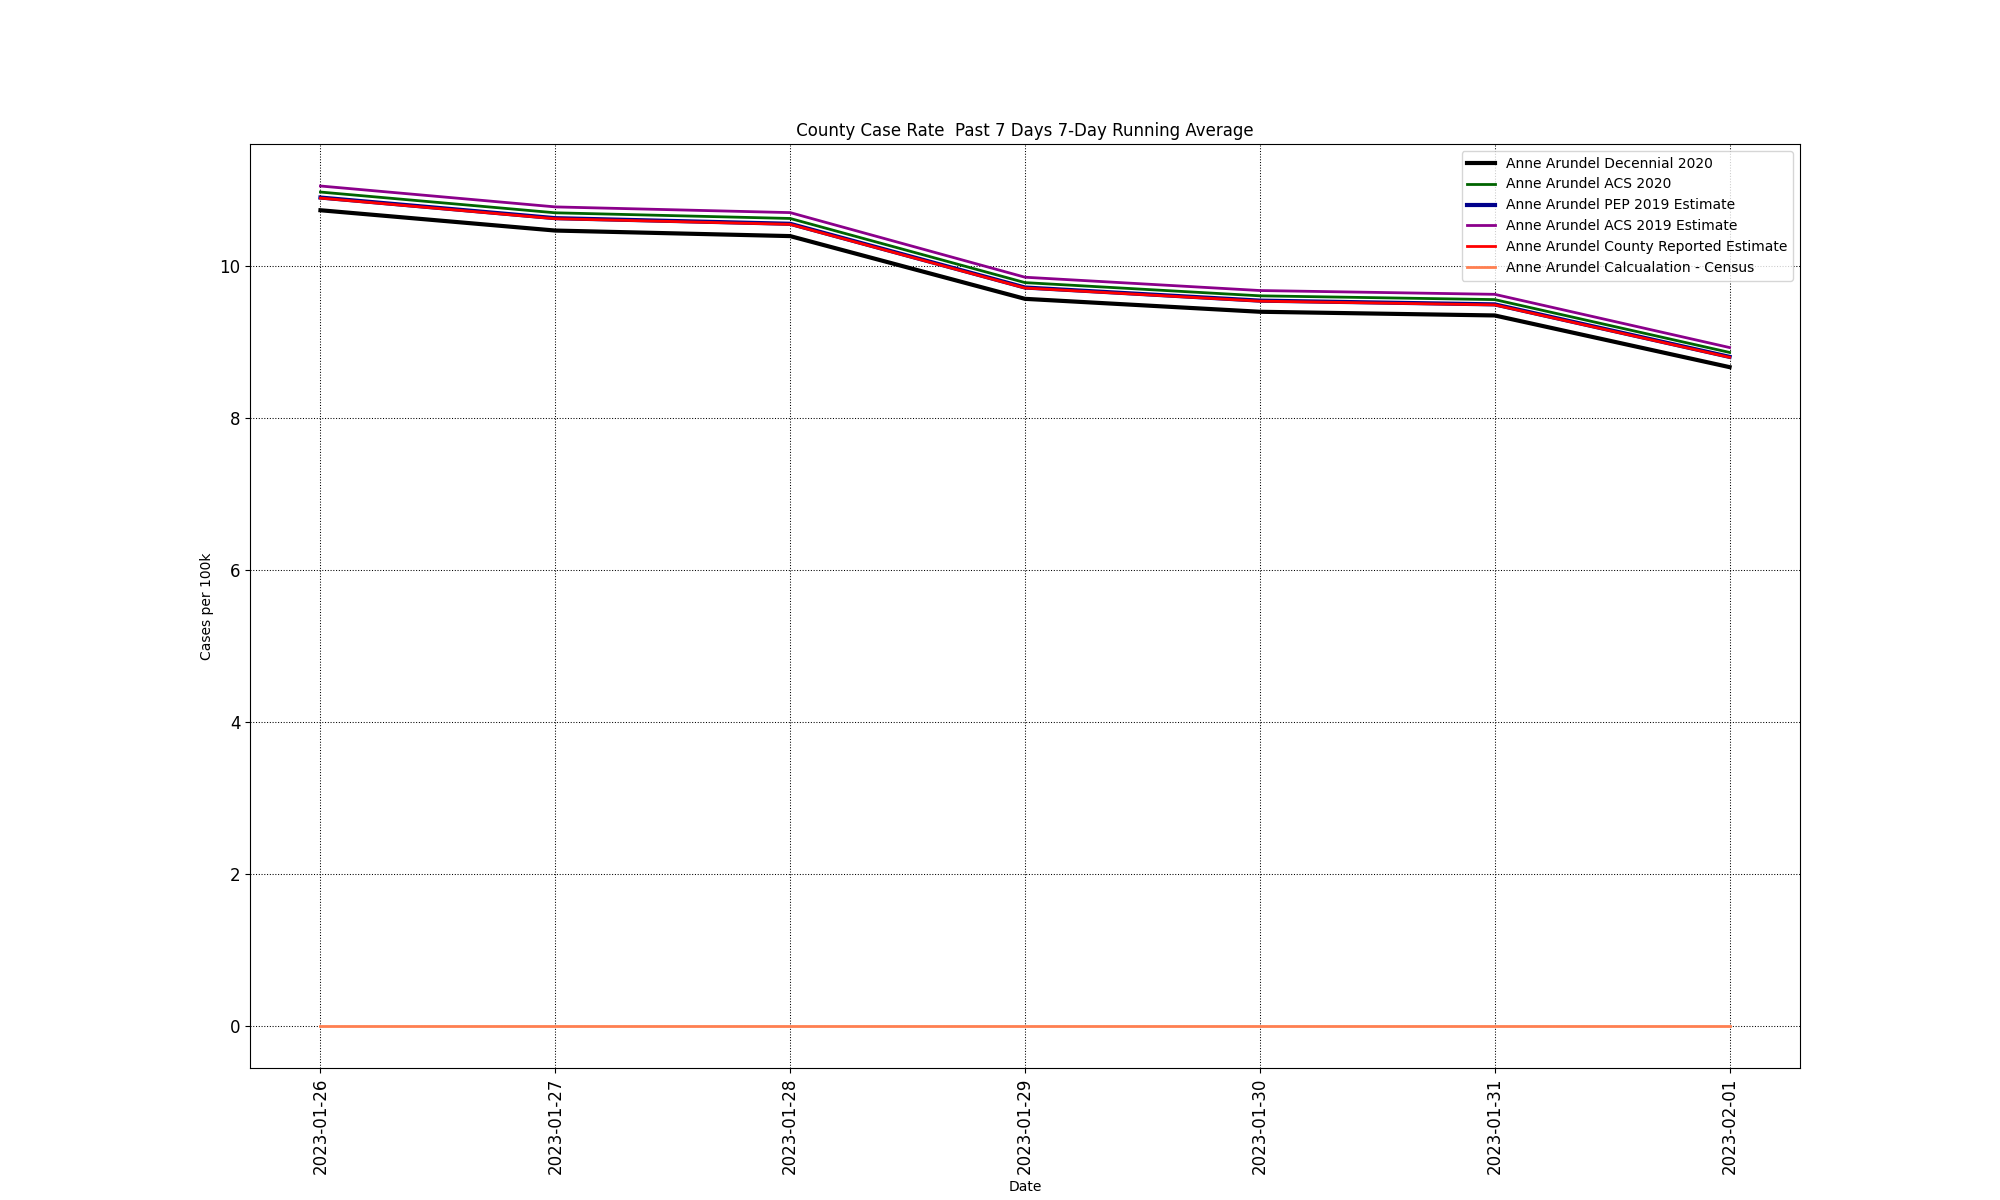 County Case Rate  Past 7 Days 7-Day Running Average
Anne Arundel Decennial 2020
Anne Arundel ACS 2020
Anne Arundel PEP 2019 Estimate
Anne Arundel ACS 2019 Estimate
Anne Arundel County Reported Estimate
Anne Arundel Calcualation - Census
Cases per 100k
10
8
6
4
2
0
2023-01-26
2023-01-27
2023-01-28
2023-01-29
2023-01-30
2023-01-31
2023-02-01
Date